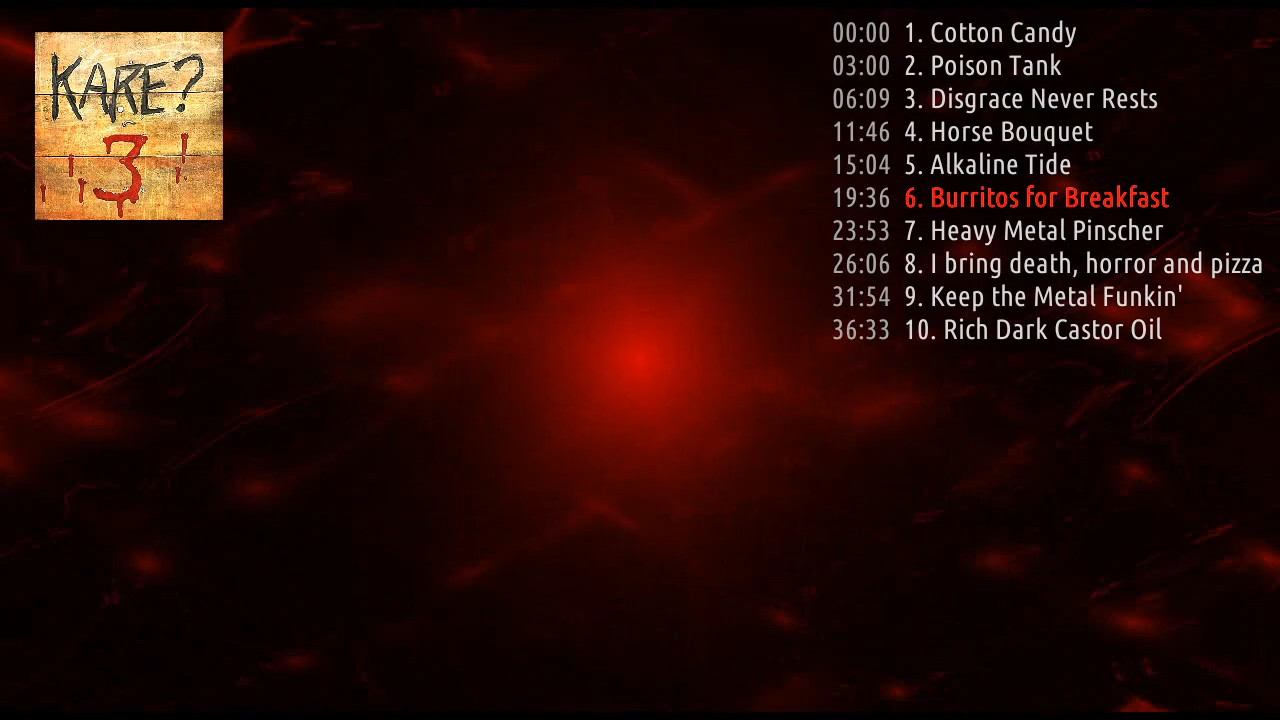 KARE?
3
00:00 1. Cotton Candy
03:00 2. Poison Tank
06:09 3. Disgrace Never Rests
11:46 4. Horse Bouquet
15:04 5. Alkaline Tide
19:36 6. Burritos for Breakfast
23:53 7. Heavy Metal Pinscher
26:06 8. I bring death, horror and pizza
31:54 9. Keep the Metal Funkin'
36:33 10. Rich Dark Castor Oil